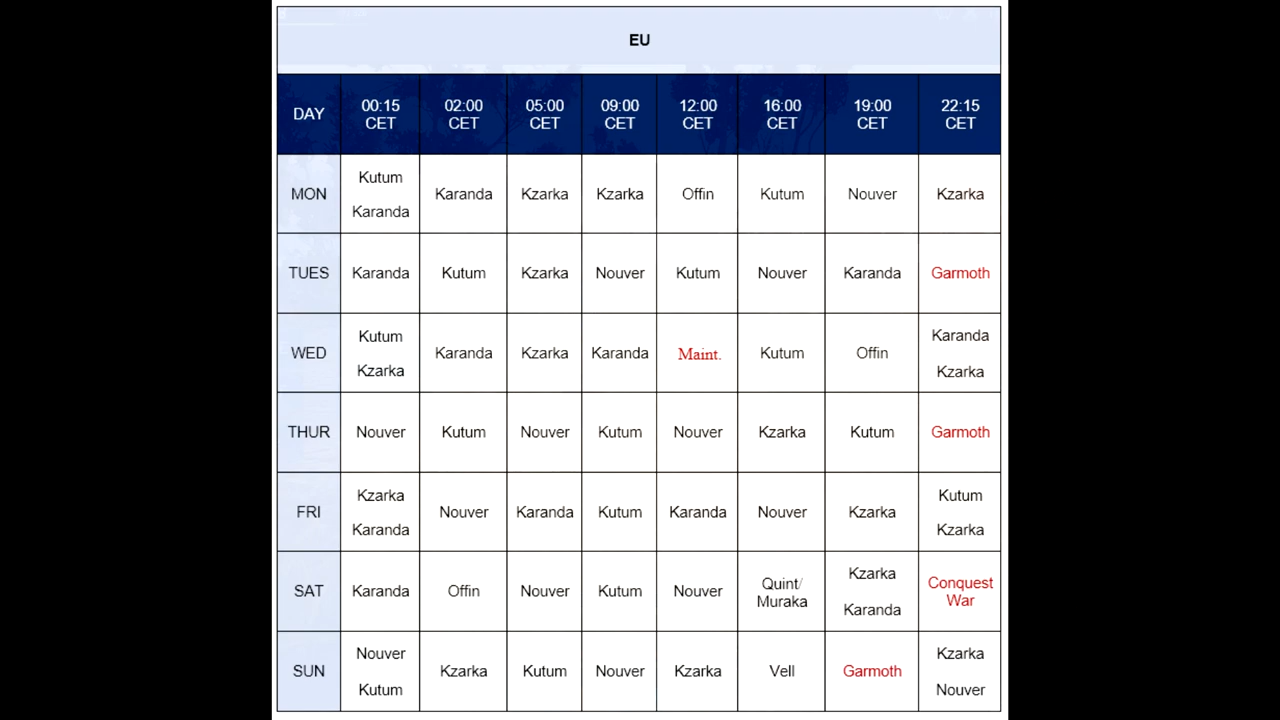 EU
DAY 00:15 CET 02:00 CET 05:00 CET 09:00 CET 12:00 CET 16:00 CET 19:00 CET 22:15 CET
MON Kutum Karanda Karanda Kzarka Kzarka Offin Kutum Nouver Kzarka
TUES Karanda Kutum Kzarka Nouver Kutum Nouver Karanda Garmoth
WED Kutum Kzarka Karanda Kzarka Karanda Maint. Kutum Offin Karanda Kzarka
THUR Nouver Kutum Nouver Kutum Nouver Kzarka Kutum Garmoth
FRI Kzarka Karanda Nouver Karanda Kutum Karanda Nouver Kzarka Kutum Kzarka
SAT Karanda Offin Nouver Kutum Nouver Quint/ Muraka Kzarka Karanda Conquest War
SUN Nouver Kutum Kzarka Kutum Nouver Kzarka Vell Garmoth Kzarka Nouver